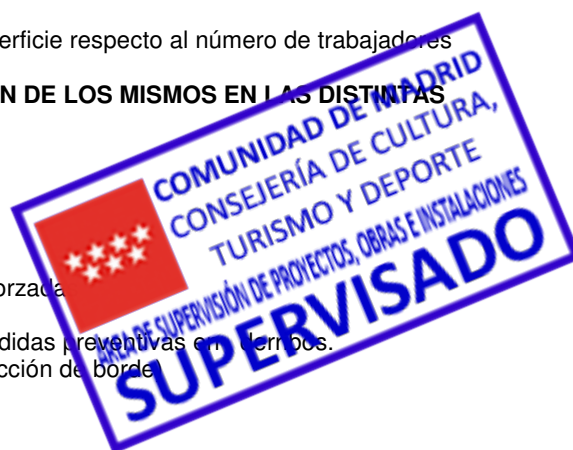 erficie respecto al número de trabajadores
N DE LOS MISMOS EN LAS DISTINTAS
COMUNIDAD DE MADRID
CONSEJERÍA DE CULTURA,
TURISMO Y DEPORTE
ÁREA DE SUPERVISIÓN DE PROYECTOS, OBRAS E INSTALACIONES
SUPERVISADO
orzada
didas preventivas en derribos.
cción de borde)